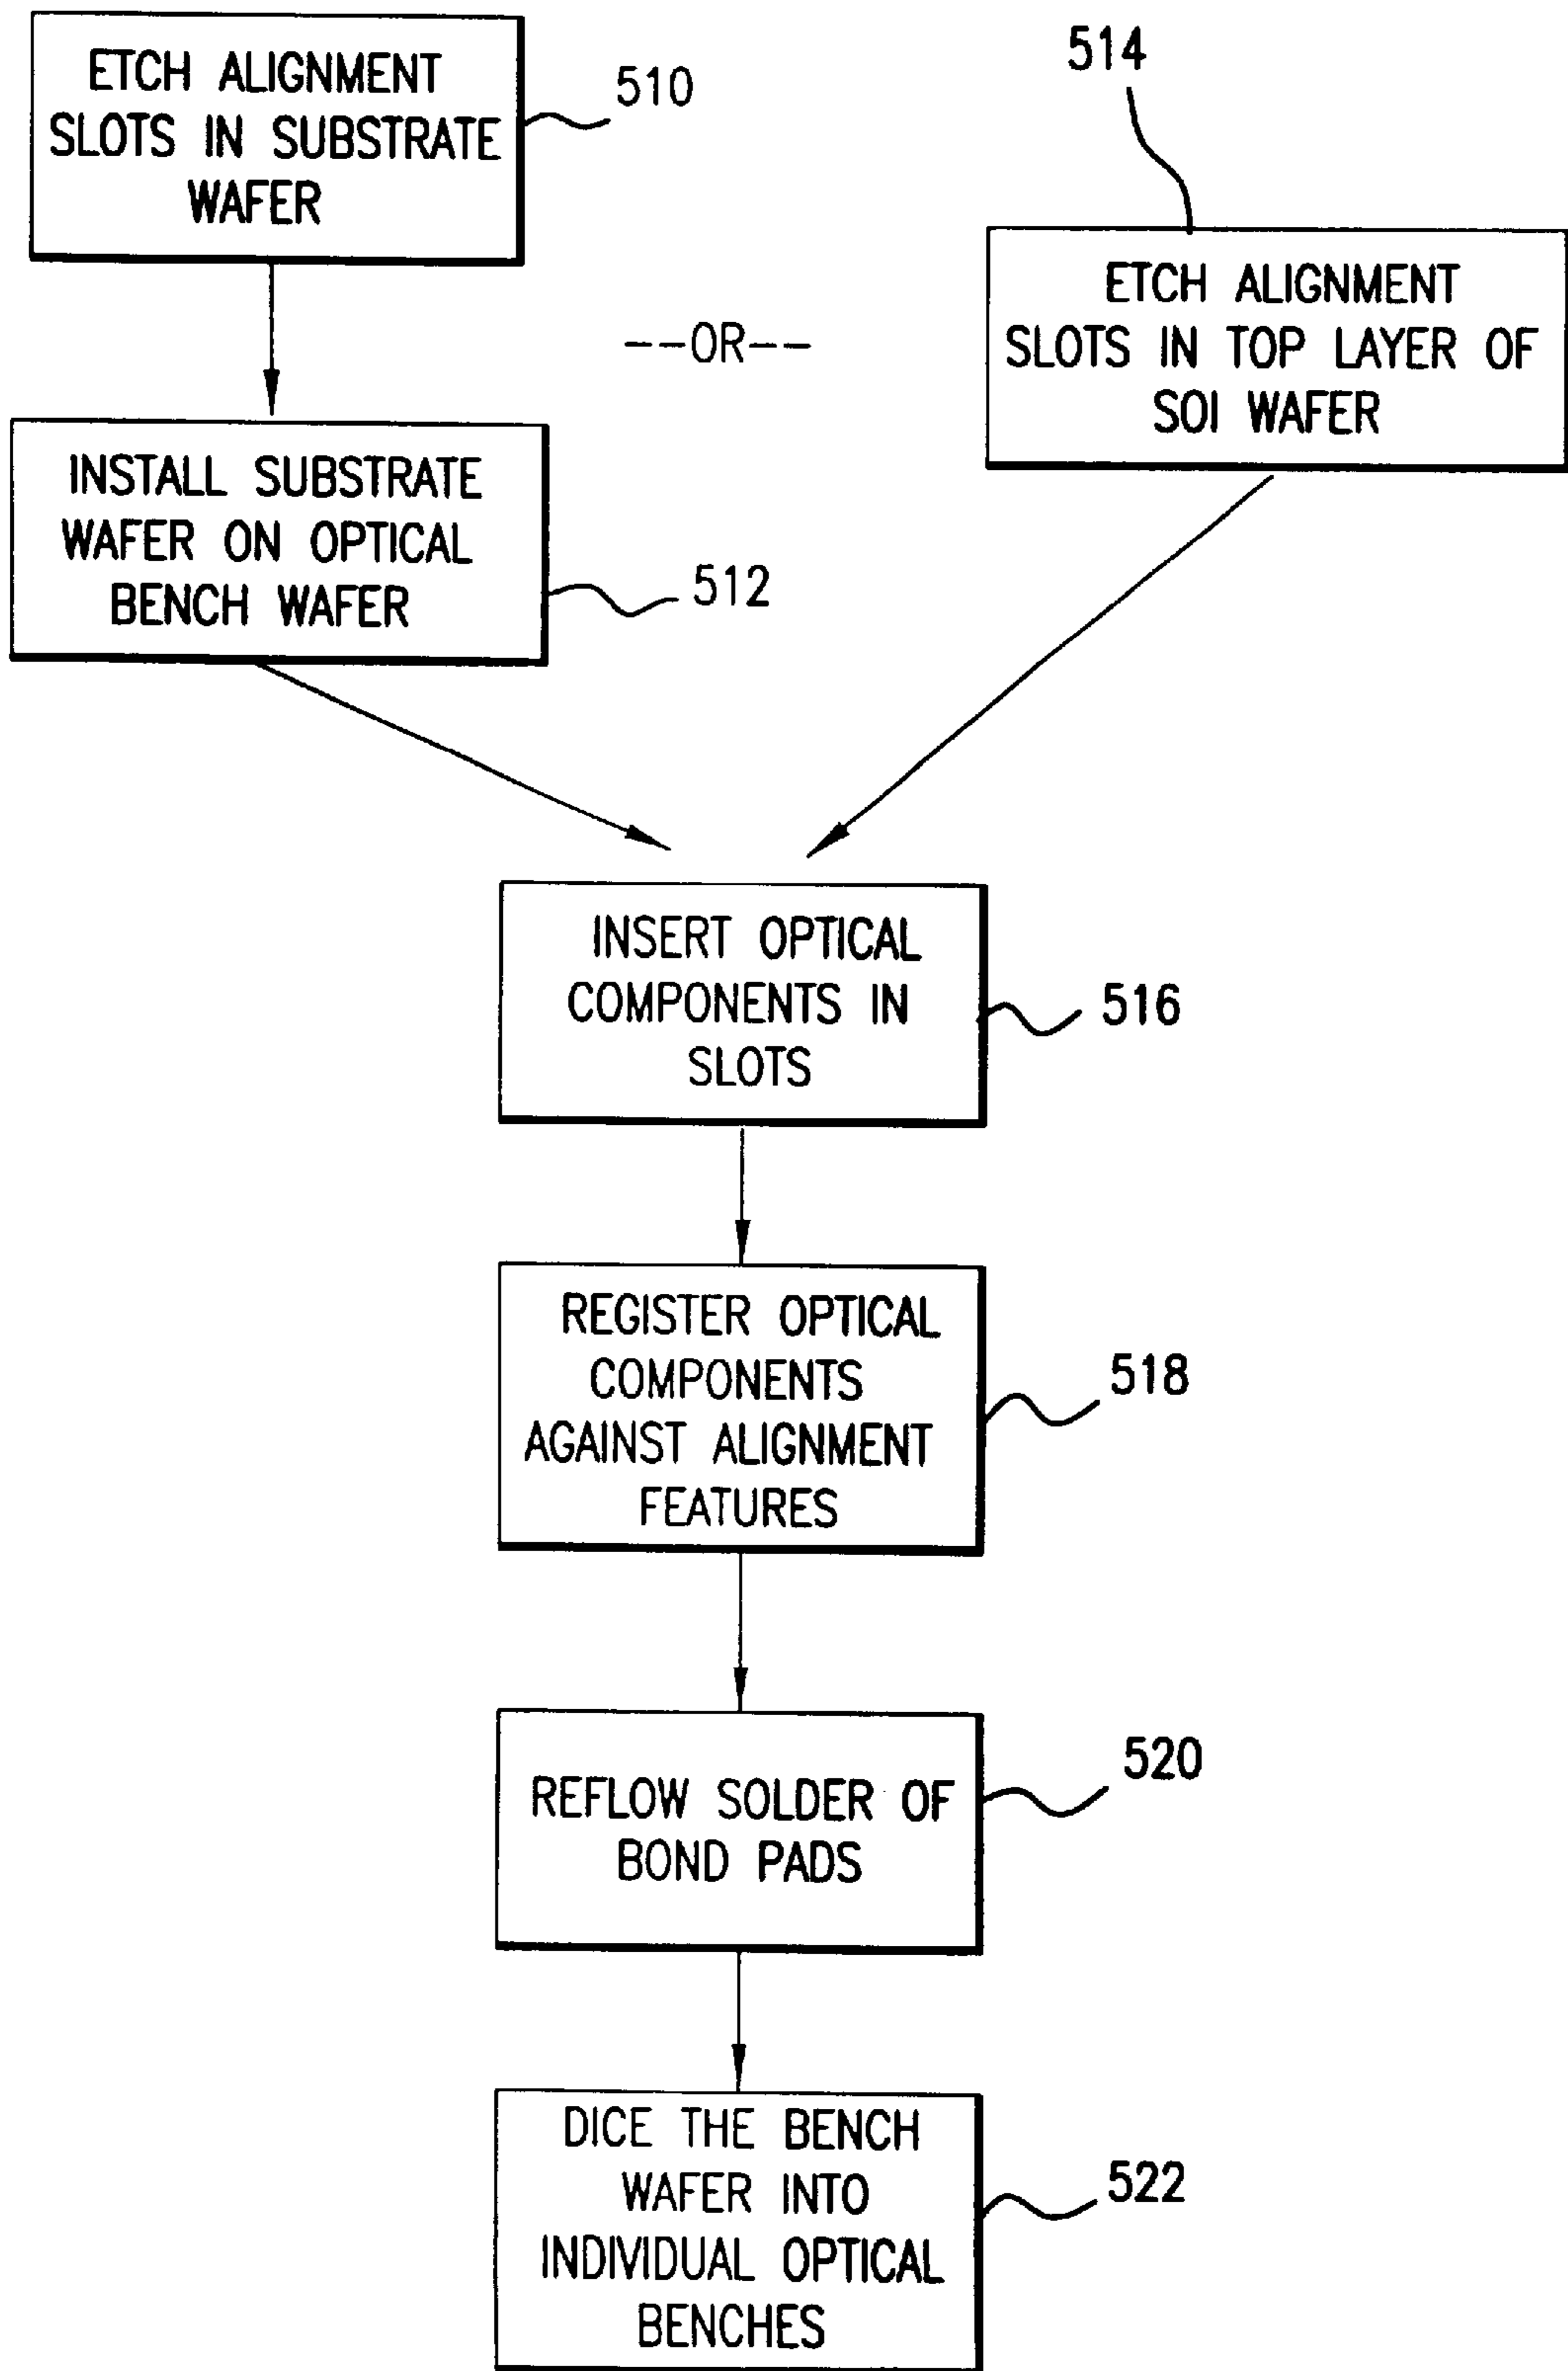 ETCH ALIGNMENT
SLOTS IN SUBSTRATE
WAFER
510
514
ETCH ALIGNMENT
SLOTS IN TOP LAYER OF
SOI WAFER
--OR--
INSTALL SUBSTRATE
WAFER ON OPTICAL
BENCH WAFER
512
INSERT OPTICAL
COMPONENTS IN
SLOTS
516
REGISTER OPTICAL
COMPONENTS
AGAINST ALIGNMENT
FEATURES
518
REFLOW SOLDER OF
BOND PADS
520
DICE THE BENCH
WAFER INTO
INDIVIDUAL OPTICAL
BENCHES
522